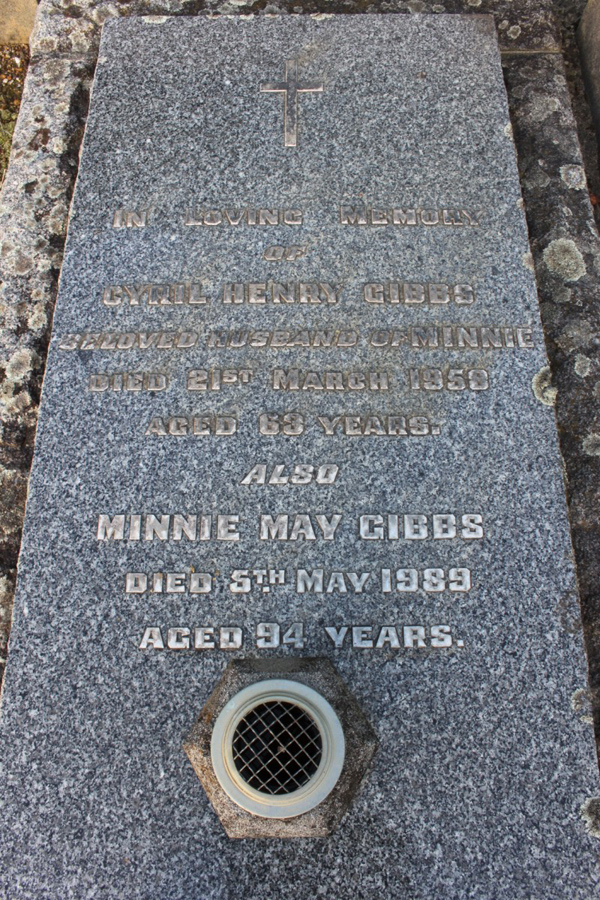 IN LOVING MEMORY
OF
CYRIL HENRY GIBBS
BELOVED HUSBAND OF MINNIE
DIED 21ST MARCH 1959
AGED 63 YEARS.
ALSO
MINNIE MAY GIBBS
DIED 5TH MAY 1989
AGED 94 YEARS.